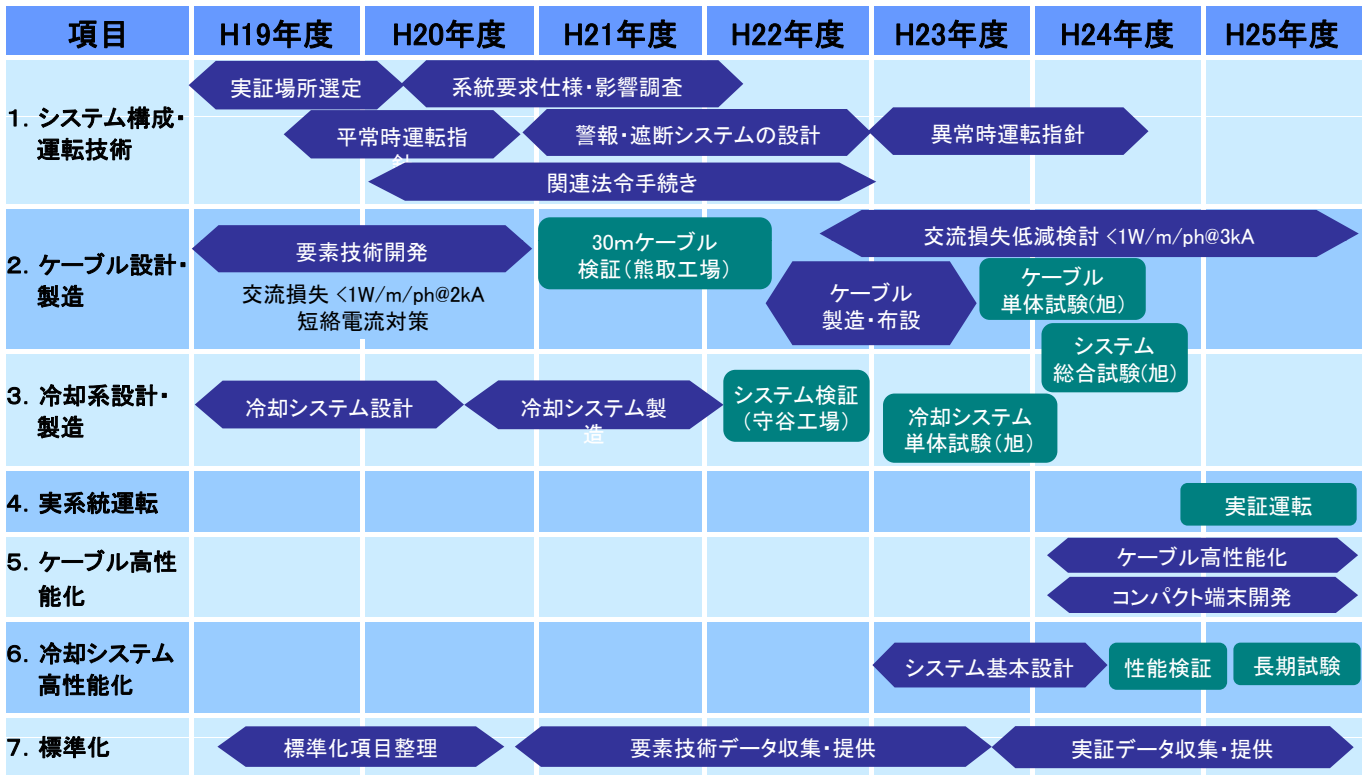 項目
H19年度
H20年度
H21年度
H22年度
H23年度
H24年度
H25年度
1. システム構成・
運転技術
実証場所選定
系統要求仕様・影響調査
平常時運転指
針
警報・遮断システムの設計
異常時運転指針
関連法令手続き
2. ケーブル設計・
製造
要素技術開発
交流損失 <1W/m/ph@2kA
短絡電流対策
30mケーブル
検証(熊取工場)
ケーブル
製造・布設
交流損失低減検討 <1W/m/ph@3kA
ケーブル
単体試験(旭)
システム
総合試験(旭)
3. 冷却系設計・
製造
冷却システム設計
冷却システム製
造
システム検証
(守谷工場)
冷却システム
単体試験(旭)
4. 実系統運転
実証運転
5. ケーブル高性
能化
ケーブル高性能化
コンパクト端末開発
6. 冷却システム
高性能化
システム基本設計
性能検証
長期試験
7. 標準化
標準化項目整理
要素技術データ収集・提供
実証データ収集・提供